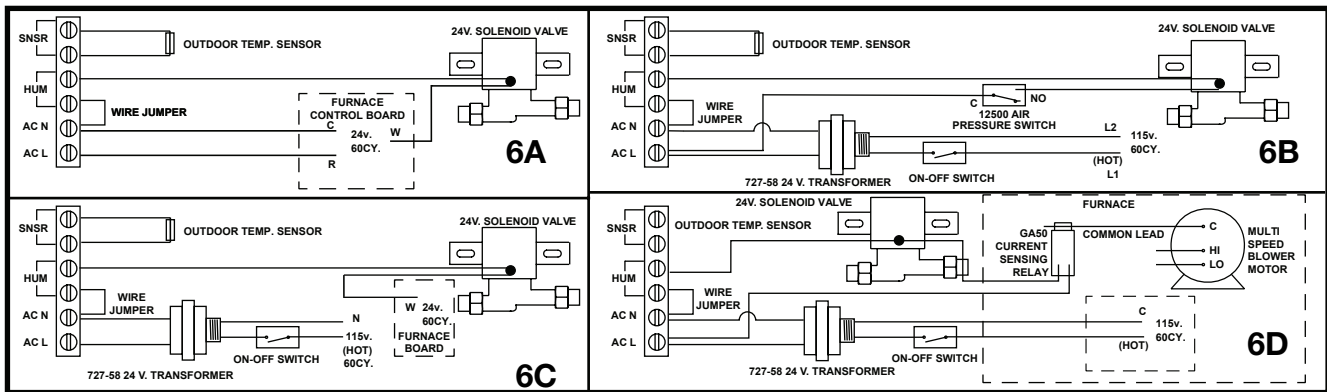 SNSR
OUTDOOR TEMP. SENSOR
24V. SOLENOID VALVE
HUM
WIRE JUMPER
FURNACE
CONTROL BOARD
AC N
C
24v.
60CY.
W
AC L
R
6A
SNSR
OUTDOOR TEMP. SENSOR
24V. SOLENOID VALVE
HUM
WIRE
JUMPER
C
NO
12500 AIR
PRESSURE SWITCH
AC N
L2
115v.
60CY.
AC L
(HOT)
L1
727-58 24 V. TRANSFORMER
ON-OFF SWITCH
6B
SNSR
OUTDOOR TEMP. SENSOR
24V. SOLENOID VALVE
HUM
WIRE
JUMPER
W
24v.
60CY.
FURNACE
BOARD
AC N
N
115v.
(HOT)
60CY.
AC L
ON-OFF SWITCH
727-58 24 V. TRANSFORMER
6C
24V. SOLENOID VALVE
FURNACE
SNSR
OUTDOOR TEMP. SENSOR
GA50
CURRENT
SENSING
RELAY
COMMON LEAD
C
HI
LO
MULTI
SPEED
BLOWER
MOTOR
HUM
WIRE
JUMPER
AC N
C
115v.
60CY.
(HOT)
AC L
ON-OFF SWITCH
727-58 24 V. TRANSFORMER
6D